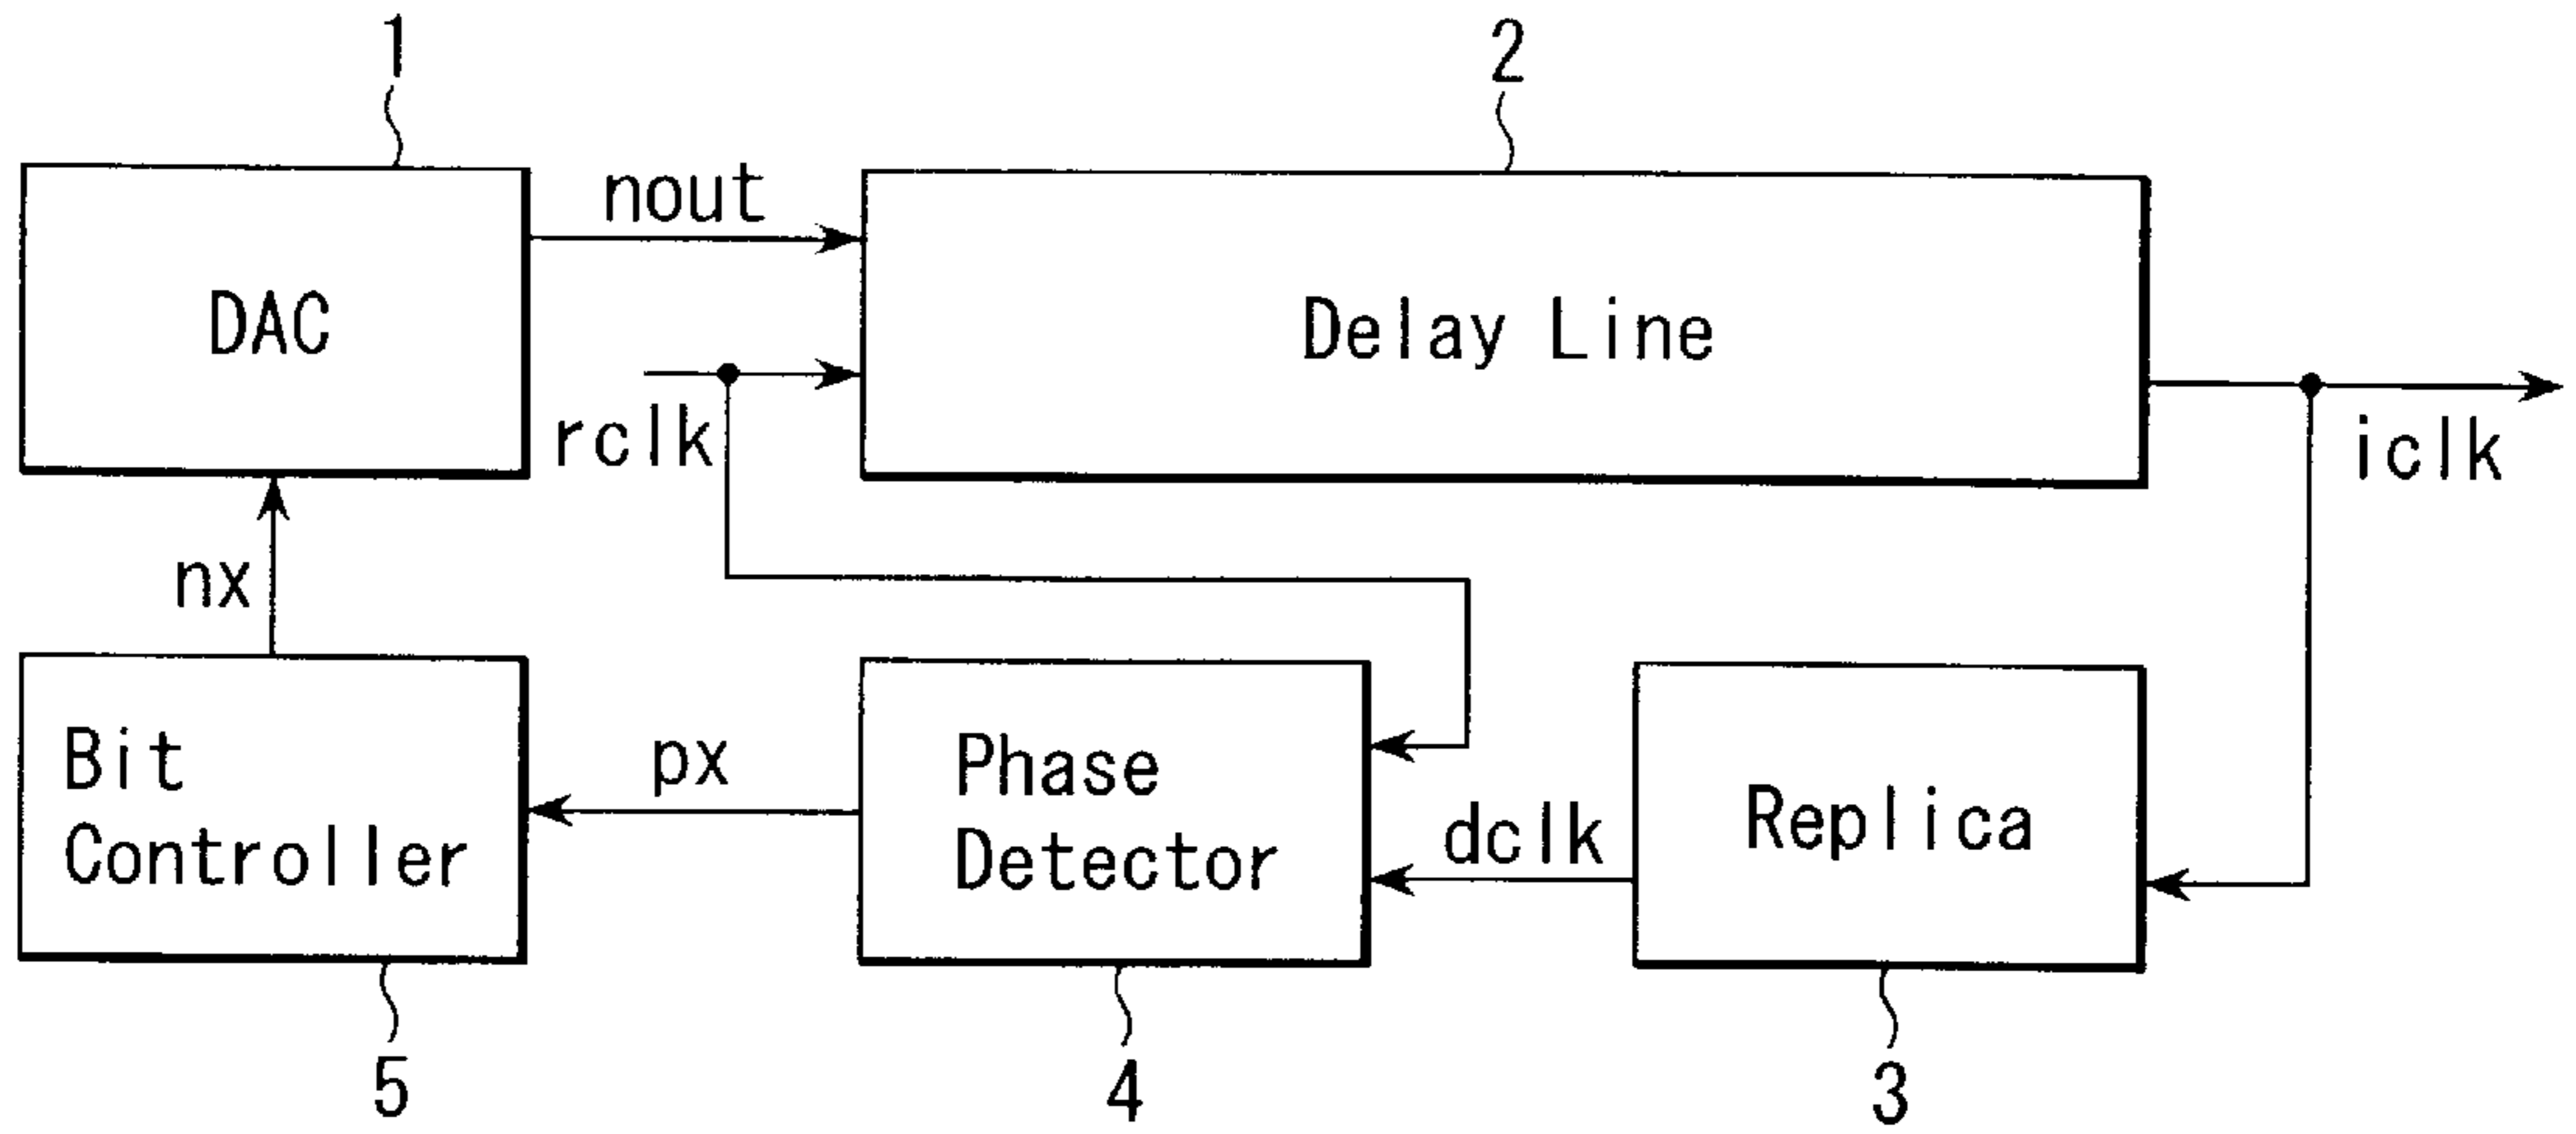 1
2
nout
DAC
Delay Line
rclk
iclk
nx
Bit
Controller
px
Phase
Detector
dclk
Replica
5
4
3